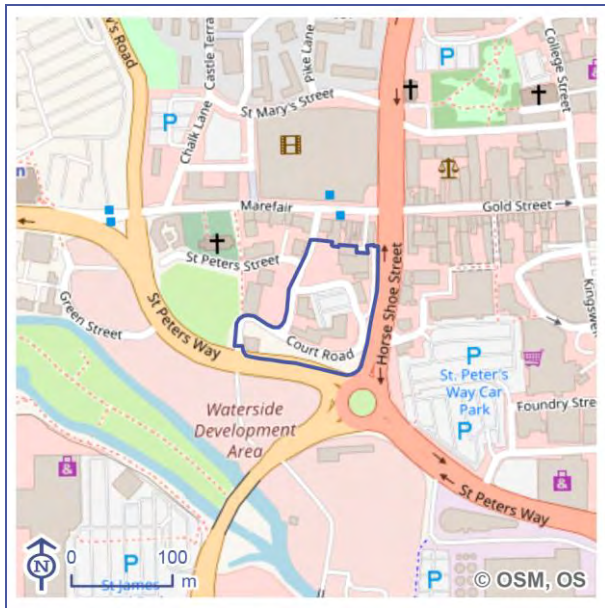 y's Road
Castle Terra
Pike Lane
College Street
P
St Mary's Street
P
Chalk Lane
n
Marefair
Gold Street
St Peters Street
Horse Shoe Street
Kingswel
Green Street
St Peters Way
Court Road
P
St. Peter's
Way Car
Park
P
Foundry Stre
Waterside
Development
Area
St Peters Way
N
0 100
m
P
St James
P
© OSM, OS